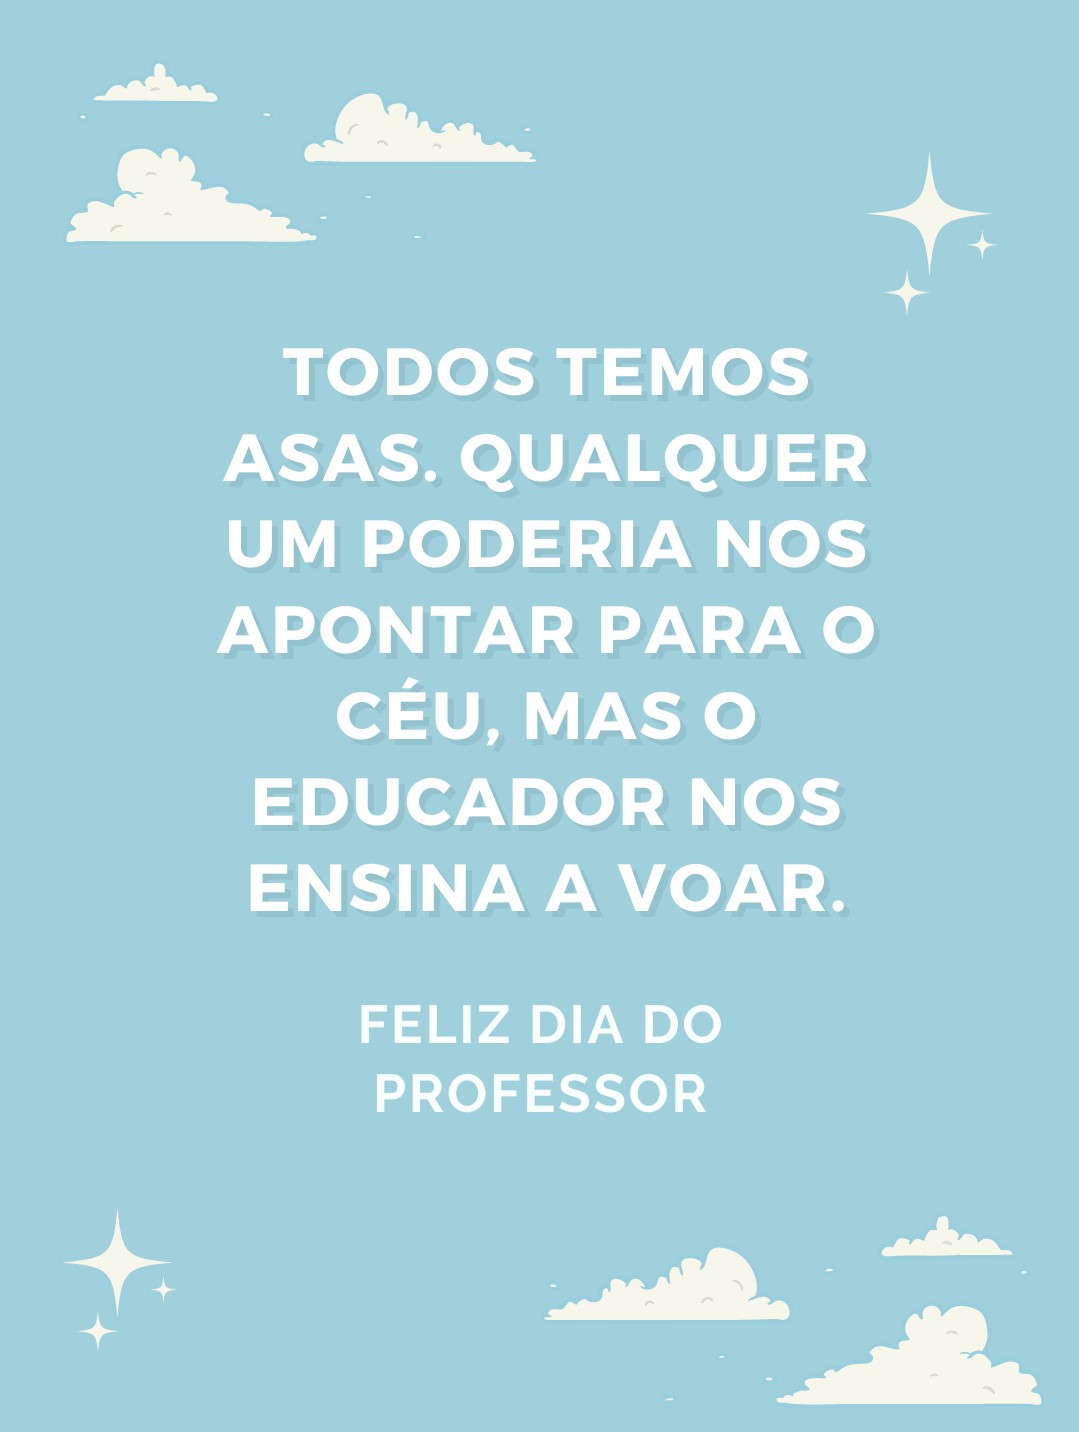 TODOS TEMOS
ASAS. QUALQUER
UM PODERIA NOS
APONTAR PARA O
CÉU, MAS O
EDUCADOR NOS
ENSINA A VOAR.
FELIZ DIA DO
PROFESSOR